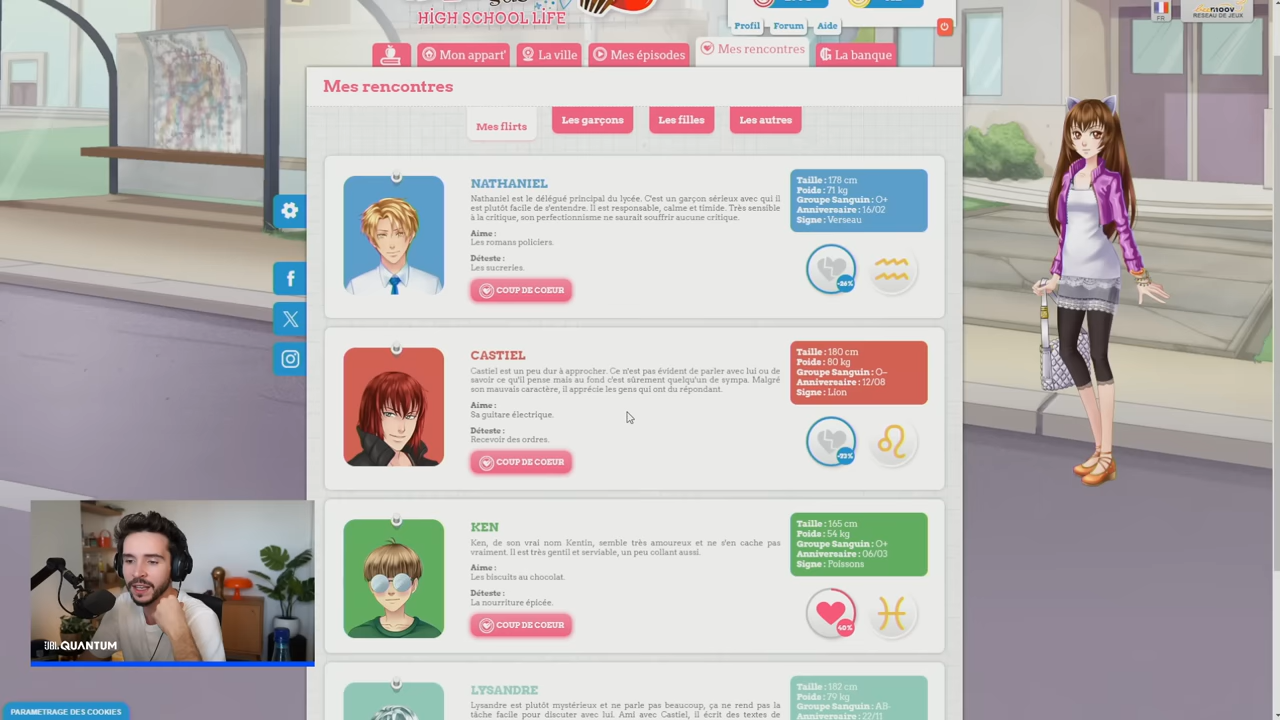 HIGH SCHOOL LIFE
Profil
Forum
Aide
FR
RESEAU DE JEUX
Mon appart'
La ville
Mes épisodes
Mes rencontres
La banque
Mes rencontres
Mes flirts
Les garçons
Les filles
Les autres
NATHANIEL
Nathaniel est le délégué principal du lycée. C'est un garçon sérieux avec qui il
est plutôt facile de s'entendre. Il est responsable, calme et timide. Très sensible
à la critique, son perfectionnisme ne saurait souffrir aucune critique.
Aime :
Les romans policiers.
Déteste :
Les sucreries.
COUP DE COEUR
Taille : 178 cm
Poids : 71 kg
Groupe Sanguin : O+
Anniversaire : 16/02
Signe : Verseau
-26%
CASTIEL
Castiel est un peu dur à approcher. Ce n'est pas évident de parler avec lui ou de
savoir ce qu'il pense mais au fond c'est sûrement quelqu'un de sympa. Malgré
son mauvais caractère, il apprécie les gens qui ont du répondant.
Aime :
Sa guitare électrique.
Déteste :
Recevoir des ordres.
COUP DE COEUR
Taille : 180 cm
Poids : 80 kg
Groupe Sanguin : O-
Anniversaire : 12/08
Signe : Lion
KEN
Ken, de son vrai nom Kentin, semble très amoureux et ne s'en cache pas
vraiment. Il est très gentil et serviable, un peu collant aussi.
Aime :
Les biscuits au chocolat.
Déteste :
La nourriture épicée.
COUP DE COEUR
Taille : 165 cm
Poids : 54 kg
Groupe Sanguin : O+
Anniversaire : 06/03
Signe : Poissons
LYSANDRE
Lysandre est plutôt mystérieux et ne parle pas beaucoup, ça ne rend pas la
tâche facile pour discuter avec lui. Ami avec Castiel, il écrit des textes de
Taille : 182 cm
Poids : 79 kg
Groupe Sanguin : AB-
Anniversaire : 22/11
JBL QUANTUM
PARAMETRAGE DES COOKIES